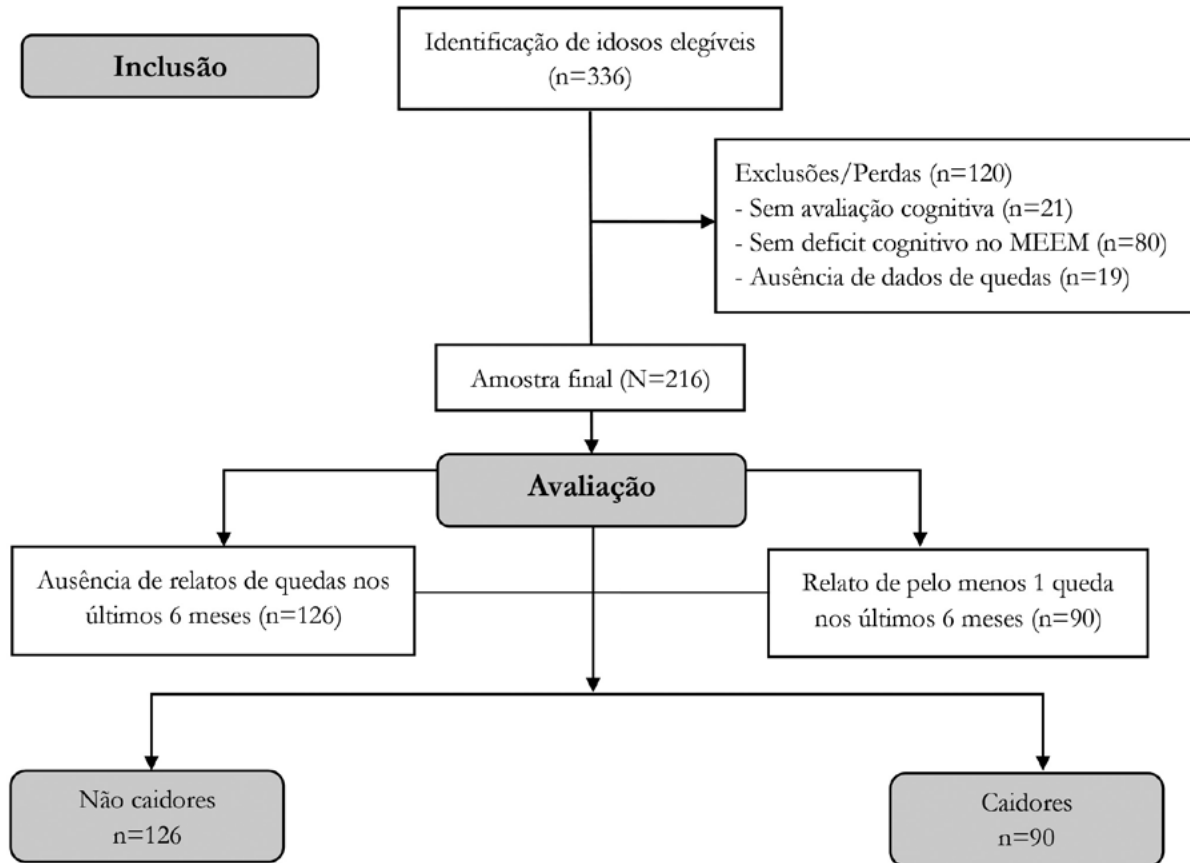 Inclusão
Identificação de idosos elegíveis
(n=336)
Exclusões/Perdas (n=120)
- Sem avaliação cognitiva (n=21)
- Sem deficit cognitivo no MEEM (n=80)
- Ausência de dados de quedas (n=19)
Amostra final (N=216)
Avaliação
Ausência de relatos de quedas nos
últimos 6 meses (n=126)
Relato de pelo menos 1 queda
nos últimos 6 meses (n=90)
Não caidores
n=126
Caidores
n=90